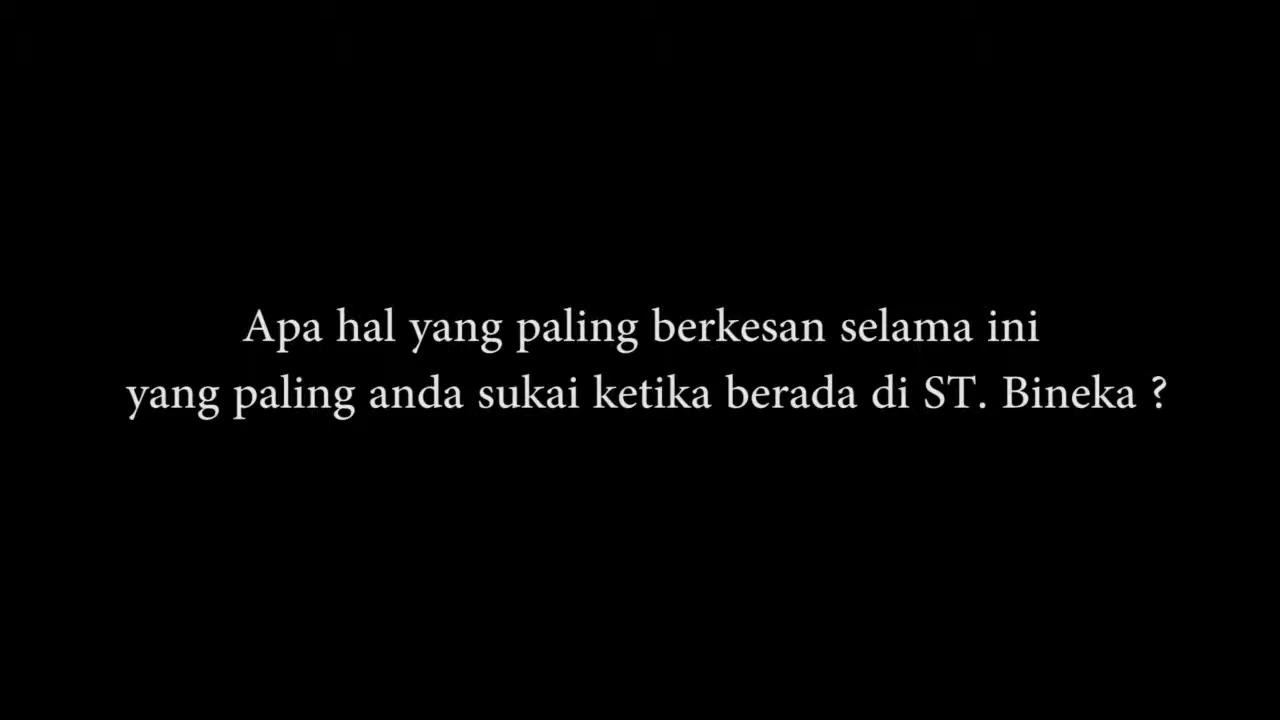 Apa hal yang paling berkesan selama ini
yang paling anda sukai ketika berada di ST. Bineka ?